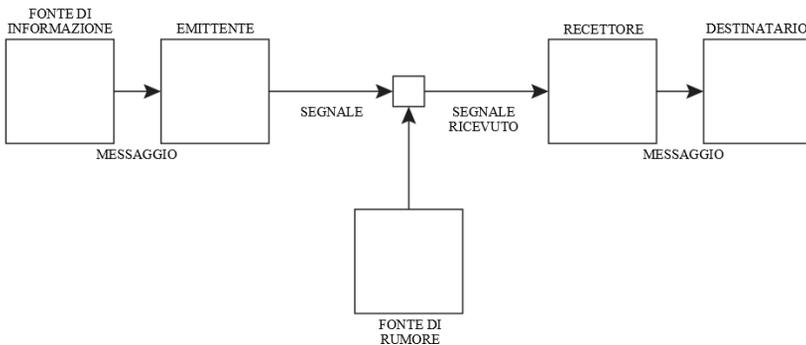 FONTE DI
INFORMAZIONE
EMITTENTE
RECETTORE
DESTINATARIO
SEGNALE
SEGNALE
RICEVUTO
MESSAGGIO
MESSAGGIO
FONTE DI
RUMORE